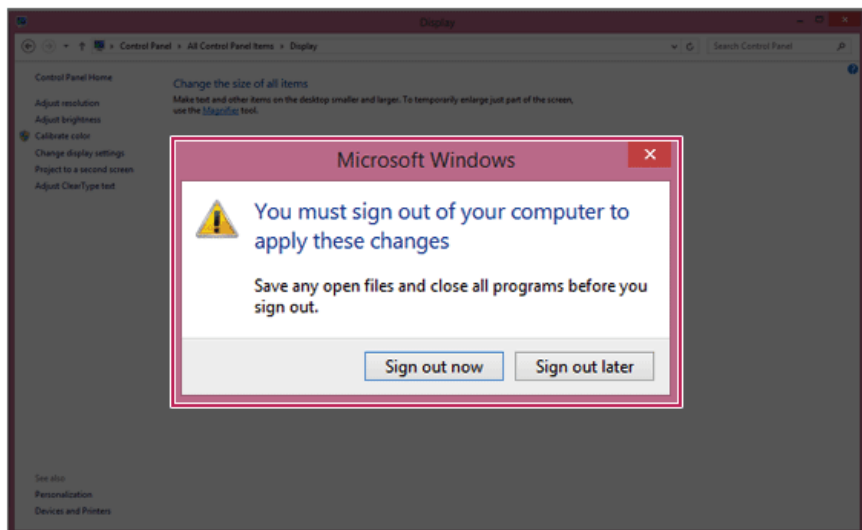 Display
Control Panel
All Control Panel Items
Display
Search Control Panel
Control Panel Home
Adjust resolution
Adjust brightness
Calibrate color
Change display settings
Project to a second screen
Adjust ClearType text
Change the size of all items
Make text and other items on the desktop smaller and larger. To temporarily enlarge just part of the screen,
use the Magnifier tool.
Microsoft Windows
You must sign out of your computer to
apply these changes
Save any open files and close all programs before you
sign out.
Sign out now
Sign out later
See also
Personalization
Devices and Printers